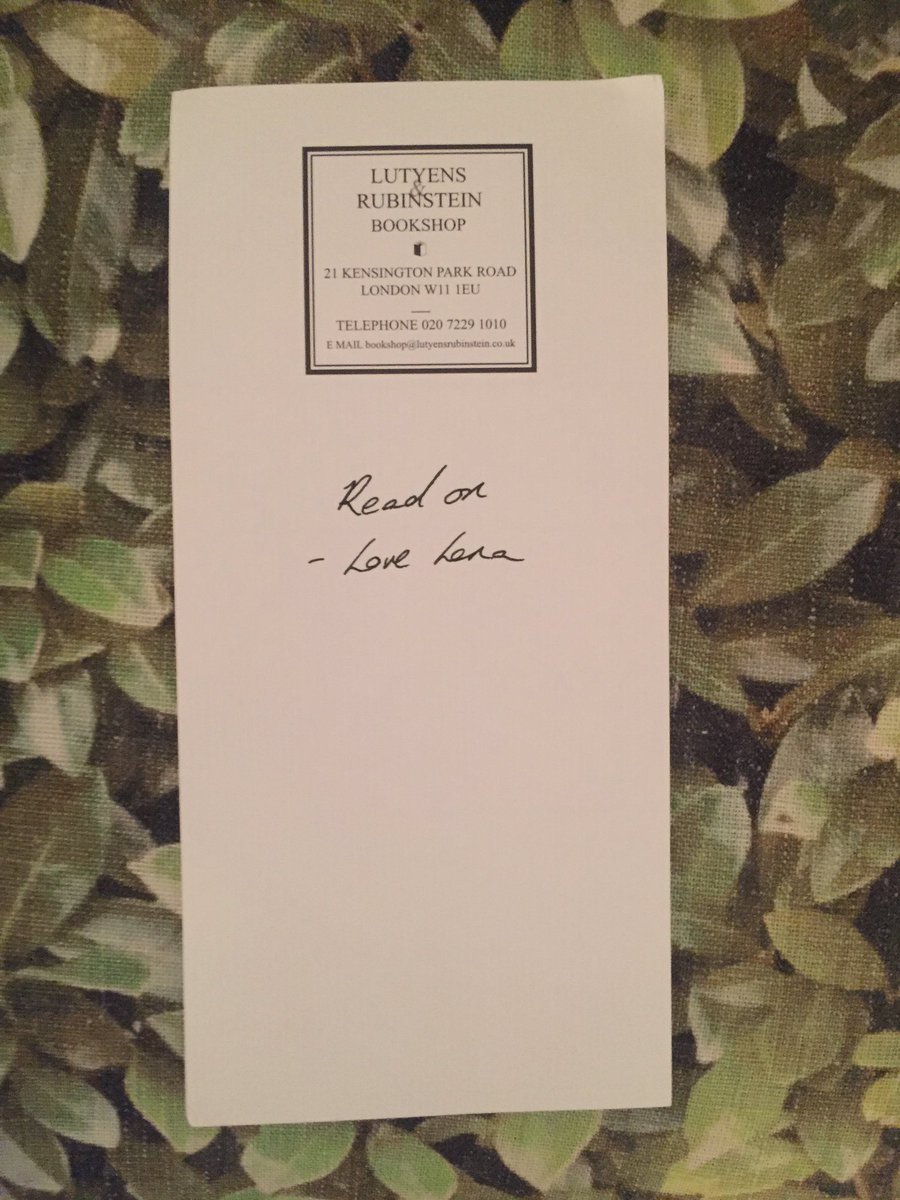 LUTYENS
&
RUBINSTEIN
BOOKSHOP
21 KENSINGTON PARK ROAD
LONDON W11 1EU
TELEPHONE 020 7229 1010
E MAIL bookshop@lutyensrubinstein.co.uk
Read on
- Love Lena